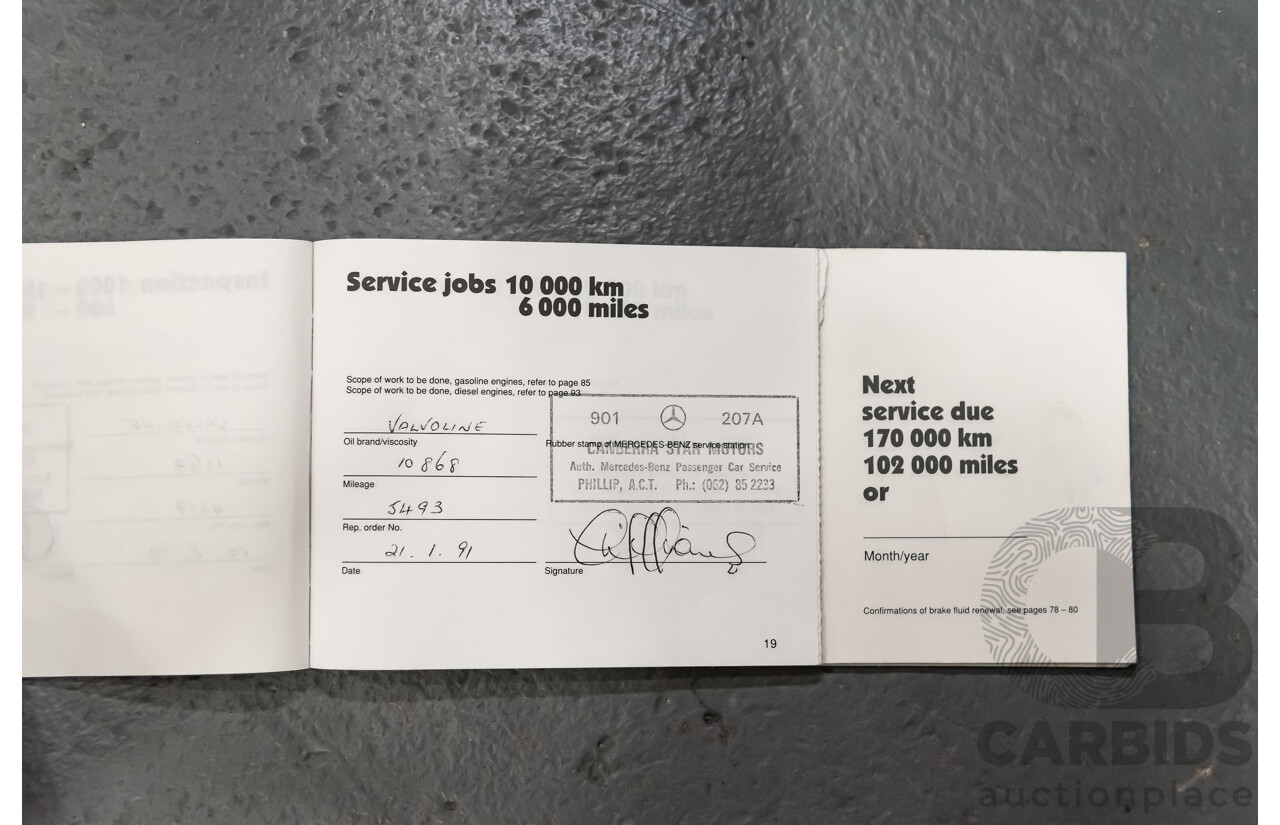 Service jobs 10 000 km
6 000 miles
Scope of work to be done, gasoline engines, refer to page 85
Scope of work to be done, diesel engines, refer to page 93
VALVOLINE
Oil brand/viscosity
10 868
Mileage
5493
Rep. order No.
21. 1. 91
Date
901 207A
Rubber stamp of MERCEDES-BENZ service station
CANBERRA STAR MOTORS
Auth. Mercedes-Benz Passenger Car Service
PHILLIP, A.C.T. Ph.: (062) 85 2233
Signature
19
Next
service due
170 000 km
102 000 miles
or
Month/year
Confirmations of brake fluid renewal, see pages 78 – 80
CB
CARBIDS
auctionplace